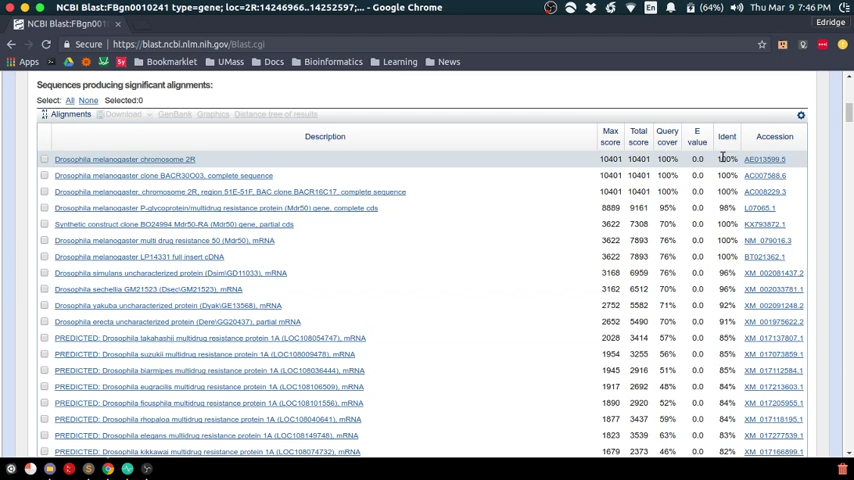 NCBI Blast:FBgn0010241 type=gene; loc=2R:14246966..14252597;... - Google Chrome
En
(64%)
Thu Mar 9 7:46 PM
NCBI Blast:FBgn0010241
Edridge
Secure
https://blast.ncbi.nlm.nih.gov/Blast.cgi
Apps Bookmarklet UMass Docs Bioinformatics Learning News
Sequences producing significant alignments:
Select: All None Selected:0
Alignments Download GenBank Graphics Distance tree of results
Description Max score Total score Query cover E value Ident Accession
Drosophila melanogaster chromosome 2R 10401 10401 100% 0.0 100% AE013599.5
Drosophila melanogaster clone BACR30O03, complete sequence 10401 10401 100% 0.0 100% AC007588.6
Drosophila melanogaster, chromosome 2R, region 51E-51F, BAC clone BACR16C17, complete sequence 10401 10401 100% 0.0 100% AC008229.3
Drosophila melanogaster P-glycoprotein/multidrug resistance protein (Mdr50) gene, complete cds 8889 9161 95% 0.0 98% L07065.1
Synthetic construct clone BO24994 Mdr50-RA (Mdr50) gene, partial cds 3622 7308 70% 0.0 100% KX793872.1
Drosophila melanogaster multi drug resistance 50 (Mdr50), mRNA 3622 7893 76% 0.0 100% NM_079016.3
Drosophila melanogaster LP14331 full insert cDNA 3622 7893 76% 0.0 100% BT021362.1
Drosophila simulans uncharacterized protein (Dsim\GD11033), mRNA 3168 6959 76% 0.0 96% XM_002081437.2
Drosophila sechellia GM21523 (Dsec\GM21523), mRNA 3162 6512 70% 0.0 96% XM_002033781.1
Drosophila yakuba uncharacterized protein (Dyak\GE13568), mRNA 2752 5582 71% 0.0 92% XM_002091248.2
Drosophila erecta uncharacterized protein (Dere\GG20437), partial mRNA 2652 5490 70% 0.0 91% XM_001975622.2
PREDICTED: Drosophila takahashii multidrug resistance protein 1A (LOC108054747), mRNA 2028 3414 57% 0.0 85% XM_017137807.1
PREDICTED: Drosophila suzukii multidrug resistance protein 1A (LOC108009478), mRNA 1954 3255 56% 0.0 85% XM_017073859.1
PREDICTED: Drosophila biarmipes multidrug resistance protein 1A (LOC108036444), mRNA 1945 2916 51% 0.0 85% XM_017112584.1
PREDICTED: Drosophila eugracilis multidrug resistance protein 1A (LOC108106509), mRNA 1917 2692 48% 0.0 84% XM_017213603.1
PREDICTED: Drosophila ficusphila multidrug resistance protein 1A (LOC108101556), mRNA 1890 2920 52% 0.0 84% XM_017205955.1
PREDICTED: Drosophila rhopaloa multidrug resistance protein 1A (LOC108040641), mRNA 1877 3437 59% 0.0 84% XM_017118195.1
PREDICTED: Drosophila elegans multidrug resistance protein 1A (LOC108149748), mRNA 1823 3539 63% 0.0 83% XM_017277539.1
PREDICTED: Drosophila kikkawai multidrug resistance protein 1A (LOC108074732), mRNA 1679 2373 46% 0.0 82% XM_017166899.1